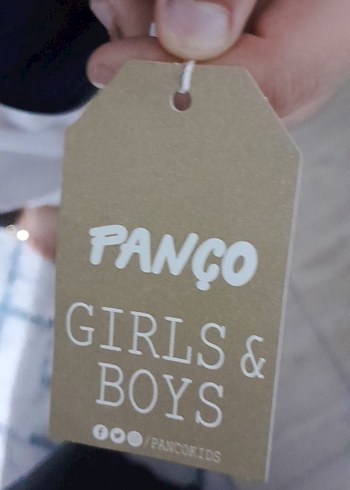 PANÇO
GIRLS &
BOYS
/PANCOKIDS